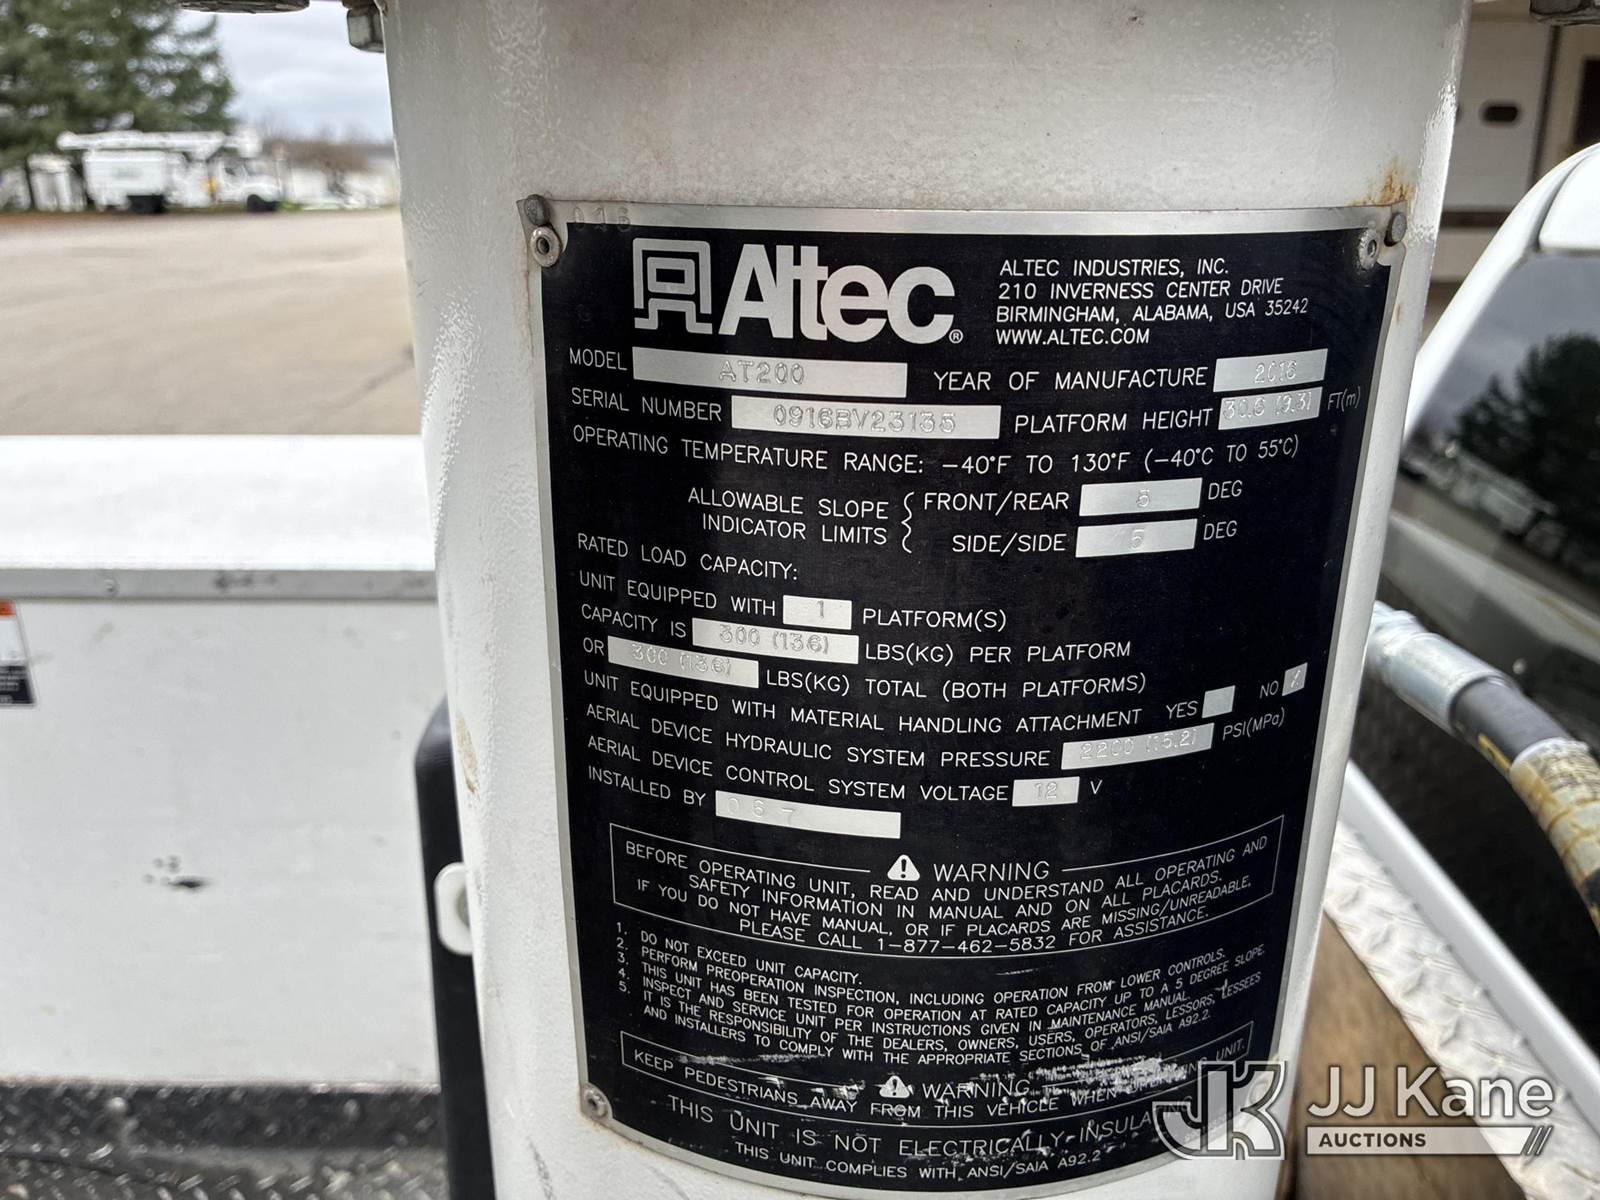 016
Altec®
ALTEC INDUSTRIES, INC.
210 INVERNESS CENTER DRIVE
BIRMINGHAM, ALABAMA, USA 35242
WWW.ALTEC.COM
MODEL AT200 YEAR OF MANUFACTURE 2016
SERIAL NUMBER 0916BV23135 PLATFORM HEIGHT 30.6 (9.3) FT(m)
OPERATING TEMPERATURE RANGE: -40°F TO 130°F (-40°C TO 55°C)
ALLOWABLE SLOPE INDICATOR LIMITS { FRONT/REAR 5 DEG
SIDE/SIDE 5 DEG
RATED LOAD CAPACITY:
UNIT EQUIPPED WITH 1 PLATFORM(S)
CAPACITY IS 300 (136) LBS(KG) PER PLATFORM
OR 300 (136) LBS(KG) TOTAL (BOTH PLATFORMS)
UNIT EQUIPPED WITH MATERIAL HANDLING ATTACHMENT YES NO X
AERIAL DEVICE HYDRAULIC SYSTEM PRESSURE 2200 (15.2) PSI(MPa)
AERIAL DEVICE CONTROL SYSTEM VOLTAGE 12 V
INSTALLED BY 067
WARNING
BEFORE OPERATING UNIT, READ AND UNDERSTAND ALL OPERATING AND
SAFETY INFORMATION IN MANUAL AND ON ALL PLACARDS.
IF YOU DO NOT HAVE MANUAL, OR IF PLACARDS ARE MISSING/UNREADABLE,
PLEASE CALL 1-877-462-5832 FOR ASSISTANCE.
1. DO NOT EXCEED UNIT CAPACITY.
2. PERFORM PREOPERATION INSPECTION, INCLUDING OPERATION FROM LOWER CONTROLS.
3. THIS UNIT HAS BEEN TESTED FOR OPERATION AT RATED CAPACITY UP TO A 5 DEGREE SLOPE.
4. INSPECT AND SERVICE UNIT PER INSTRUCTIONS GIVEN IN MAINTENANCE MANUAL.
5. IT IS THE RESPONSIBILITY OF THE DEALERS, OWNERS, USERS, OPERATORS, LESSORS, LESSEES
AND INSTALLERS TO COMPLY WITH THE APPROPRIATE SECTIONS OF ANSI/SAIA A92.2.
WARNING
KEEP PEDESTRIANS AWAY FROM THIS VEHICLE WHEN UNIT.
THIS UNIT IS NOT ELECTRICALLY INSULA
THIS UNIT COMPLIES WITH ANSI/SAIA A92.2
JK JJ Kane
AUCTIONS